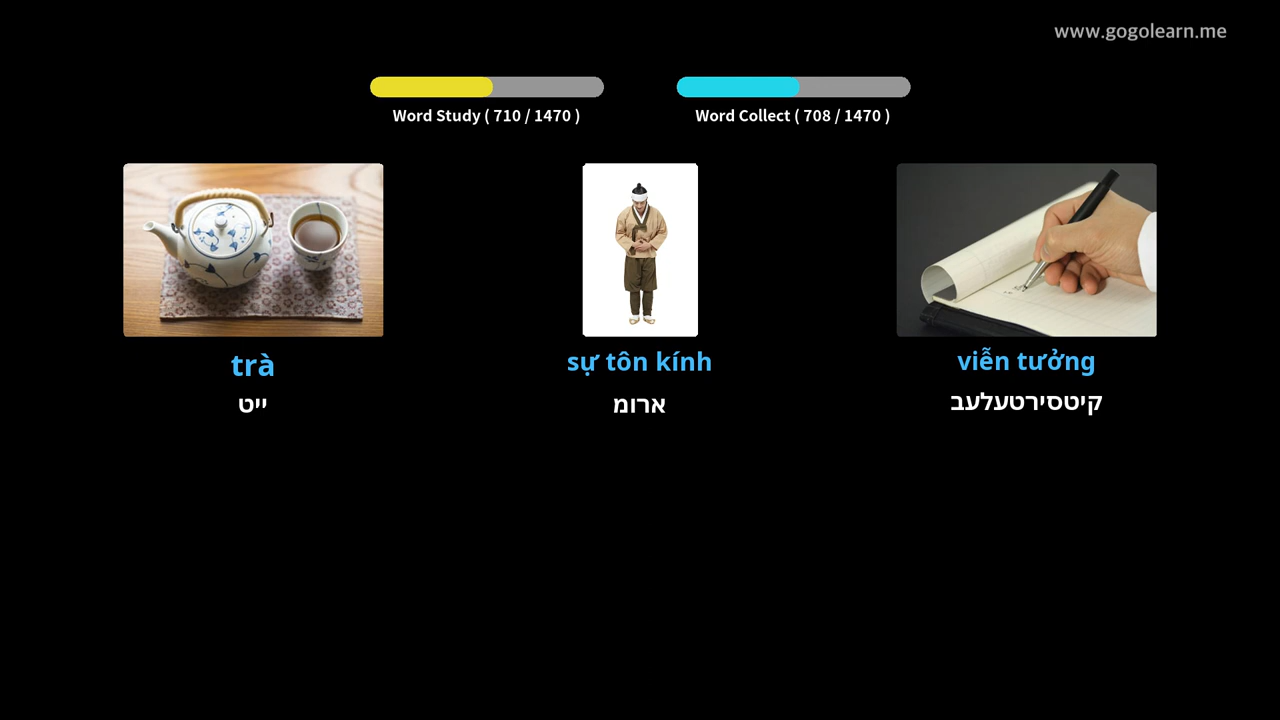 www.gogolearn.me
Word Study ( 710 / 1470 )
Word Collect ( 708 / 1470 )
trà
ייט
sự tôn kính
ארומ
viễn tưởng
קיטסירטעלעב